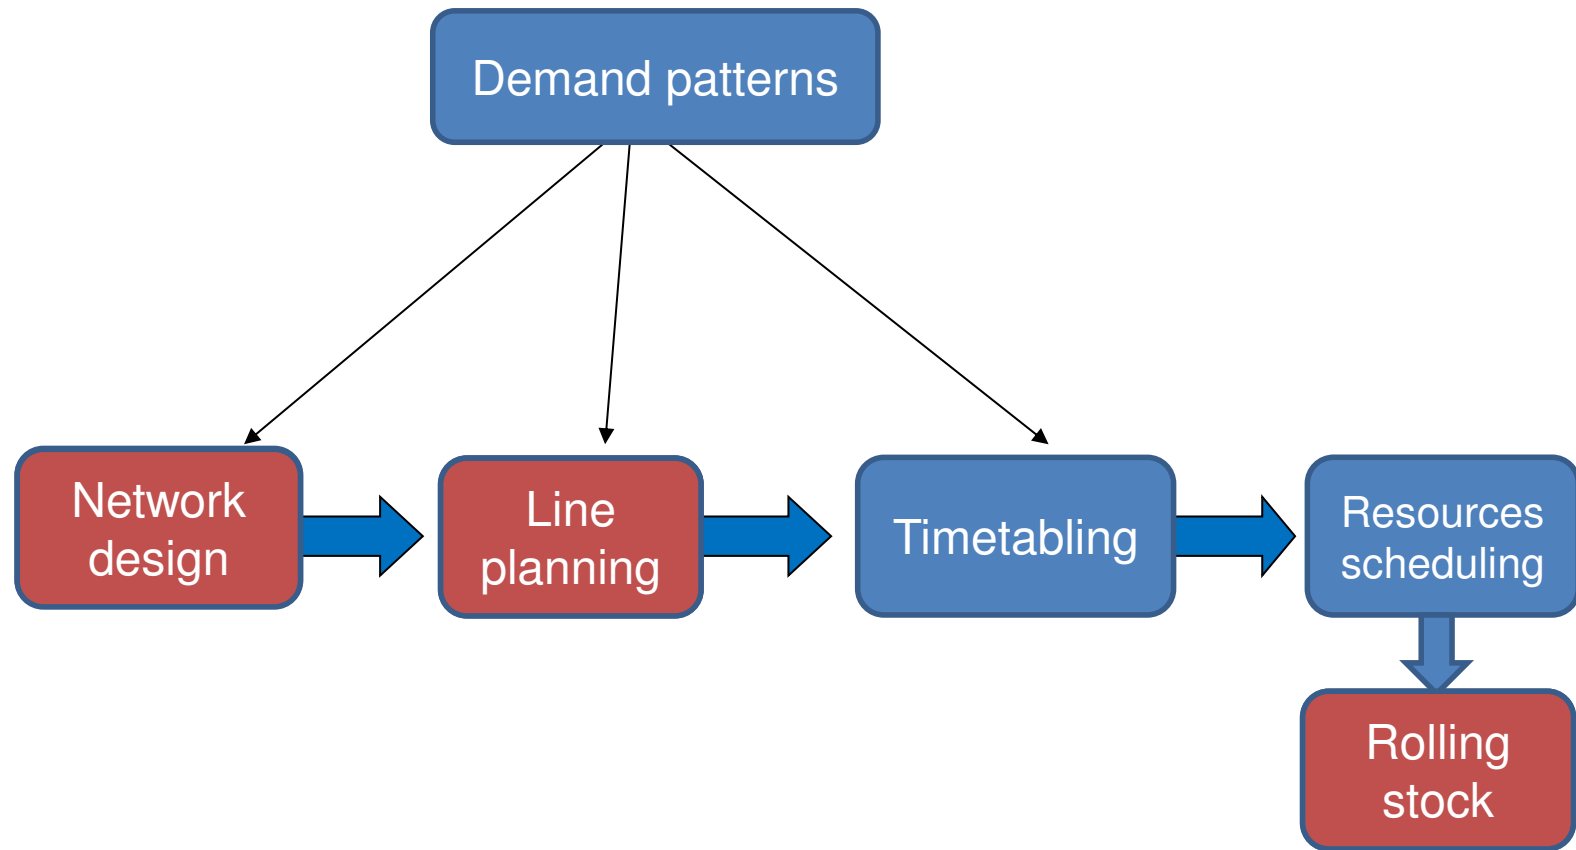 Demand patterns
Network
design
Line
planning
Timetabling
Resources
scheduling
Rolling
stock